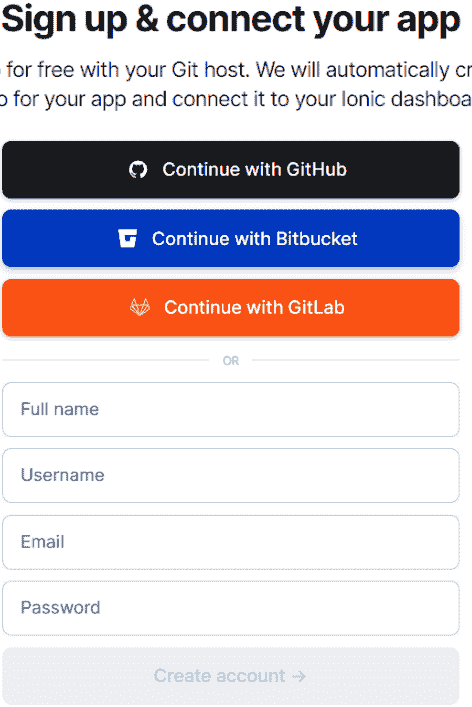 Sign up & connect your app
for free with your Git host. We will automatically cr
for your app and connect it to your Ionic dashboa
Continue with GitHub
Continue with Bitbucket
Continue with GitLab
OR
Full name
Username
Email
Password
Create account →